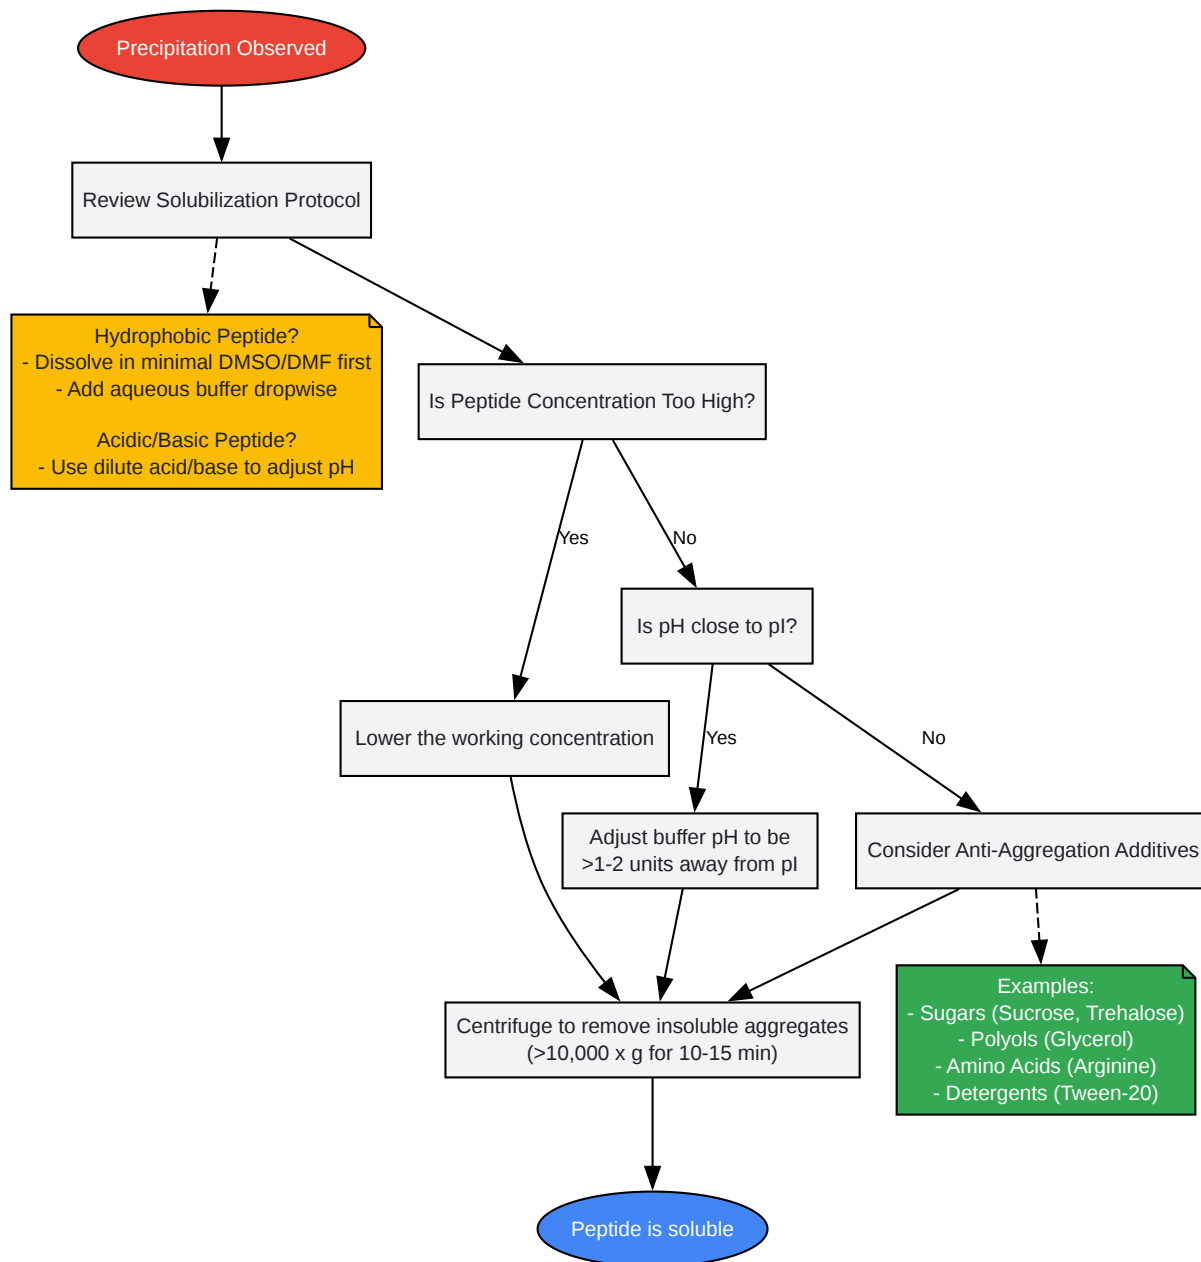 Precipitation Observed
Review Solubilization Protocol
Hydrophobic Peptide?
- Dissolve in minimal DMSO/DMF first
- Add aqueous buffer dropwise
Acidic/Basic Peptide?
- Use dilute acid/base to adjust pH
Is Peptide Concentration Too High?
Yes
No
Is pH close to pI?
Lower the working concentration
Yes
No
Adjust buffer pH to be
>1-2 units away from pI
Consider Anti-Aggregation Additives
Centrifuge to remove insoluble aggregates
(>10,000 x g for 10-15 min)
Examples:
- Sugars (Sucrose, Trehalose)
- Polyols (Glycerol)
- Amino Acids (Arginine)
- Detergents (Tween-20)
Peptide is soluble